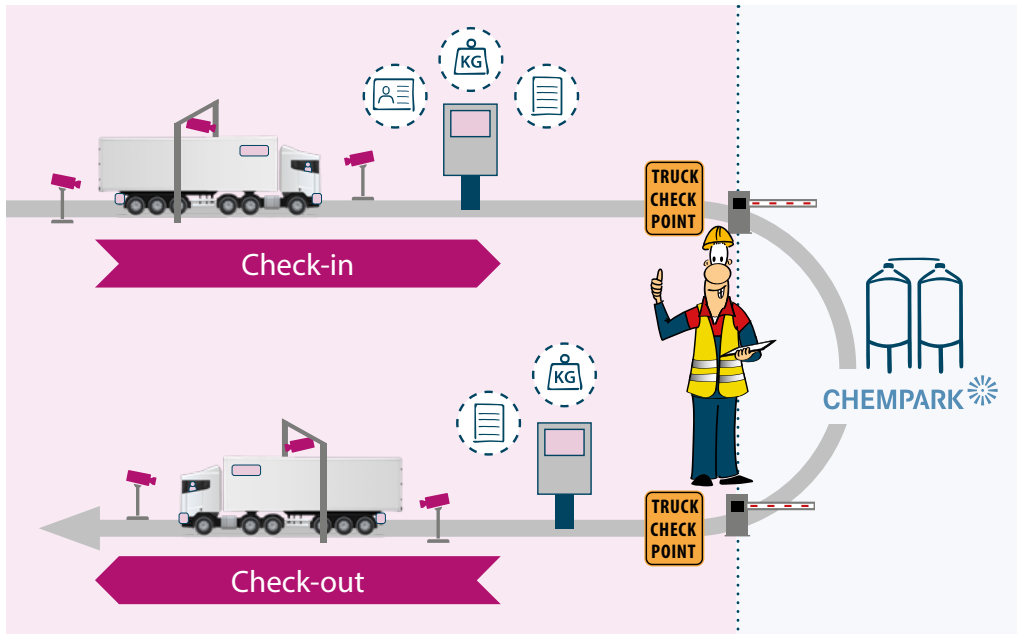 KG
TRUCK
CHECK
POINT
Check-in
KG
CHEMPARK
TRUCK
CHECK
POINT
Check-out